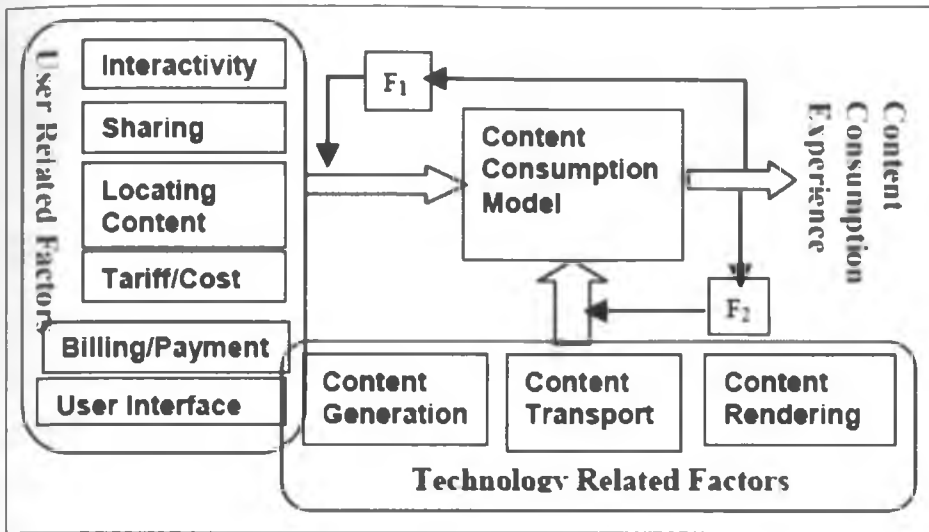 User Related Factors
Interactivity
Sharing
Locating
Content
Tariff/Cost
Billing/Payment
User Interface
F1
Content
Consumption
Model
F2
Content
Consumption
Experience
Content
Generation
Content
Transport
Content
Rendering
Technology Related Factors